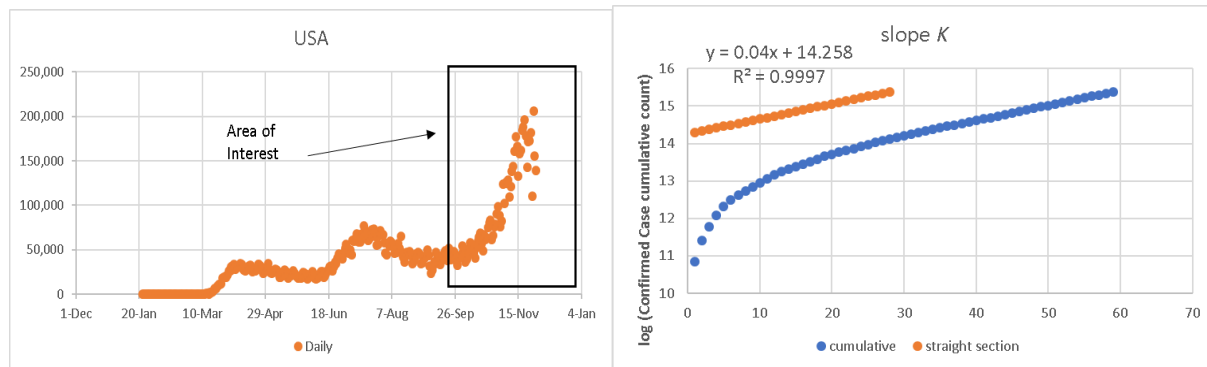 USA
250,000
200,000
150,000
100,000
50,000
0
Area of
Interest
1-Dec 20-Jan 10-Mar 29-Apr 18-Jun 7-Aug 26-Sep 15-Nov 4-Jan
Daily
slope K
y = 0.04x + 14.258
R² = 0.9997
log (Confirmed Case cumulative count)
16
15
14
13
12
11
10
0 10 20 30 40 50 60 70
cumulative straight section